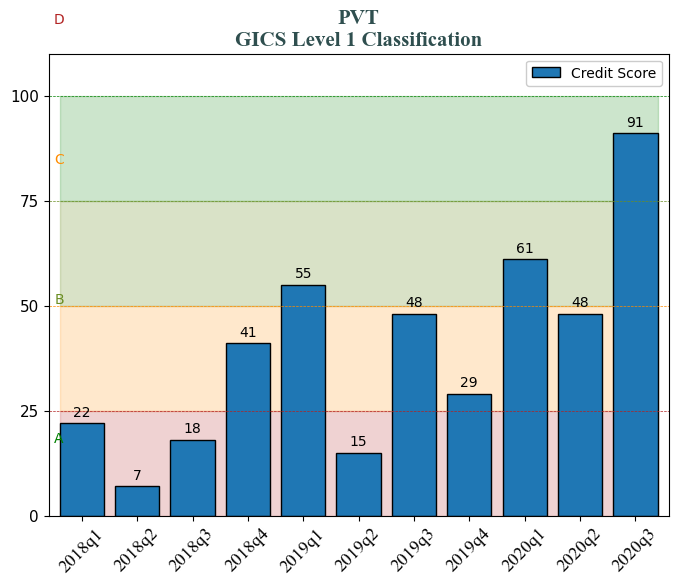 D
PVT
GICS Level 1 Classification
Credit Score
100
91
C
75
61
55
B
50
48
48
41
29
25
22
A
18
15
7
0
2018q1
2018q2
2018q3
2018q4
2019q1
2019q2
2019q3
2019q4
2020q1
2020q2
2020q3